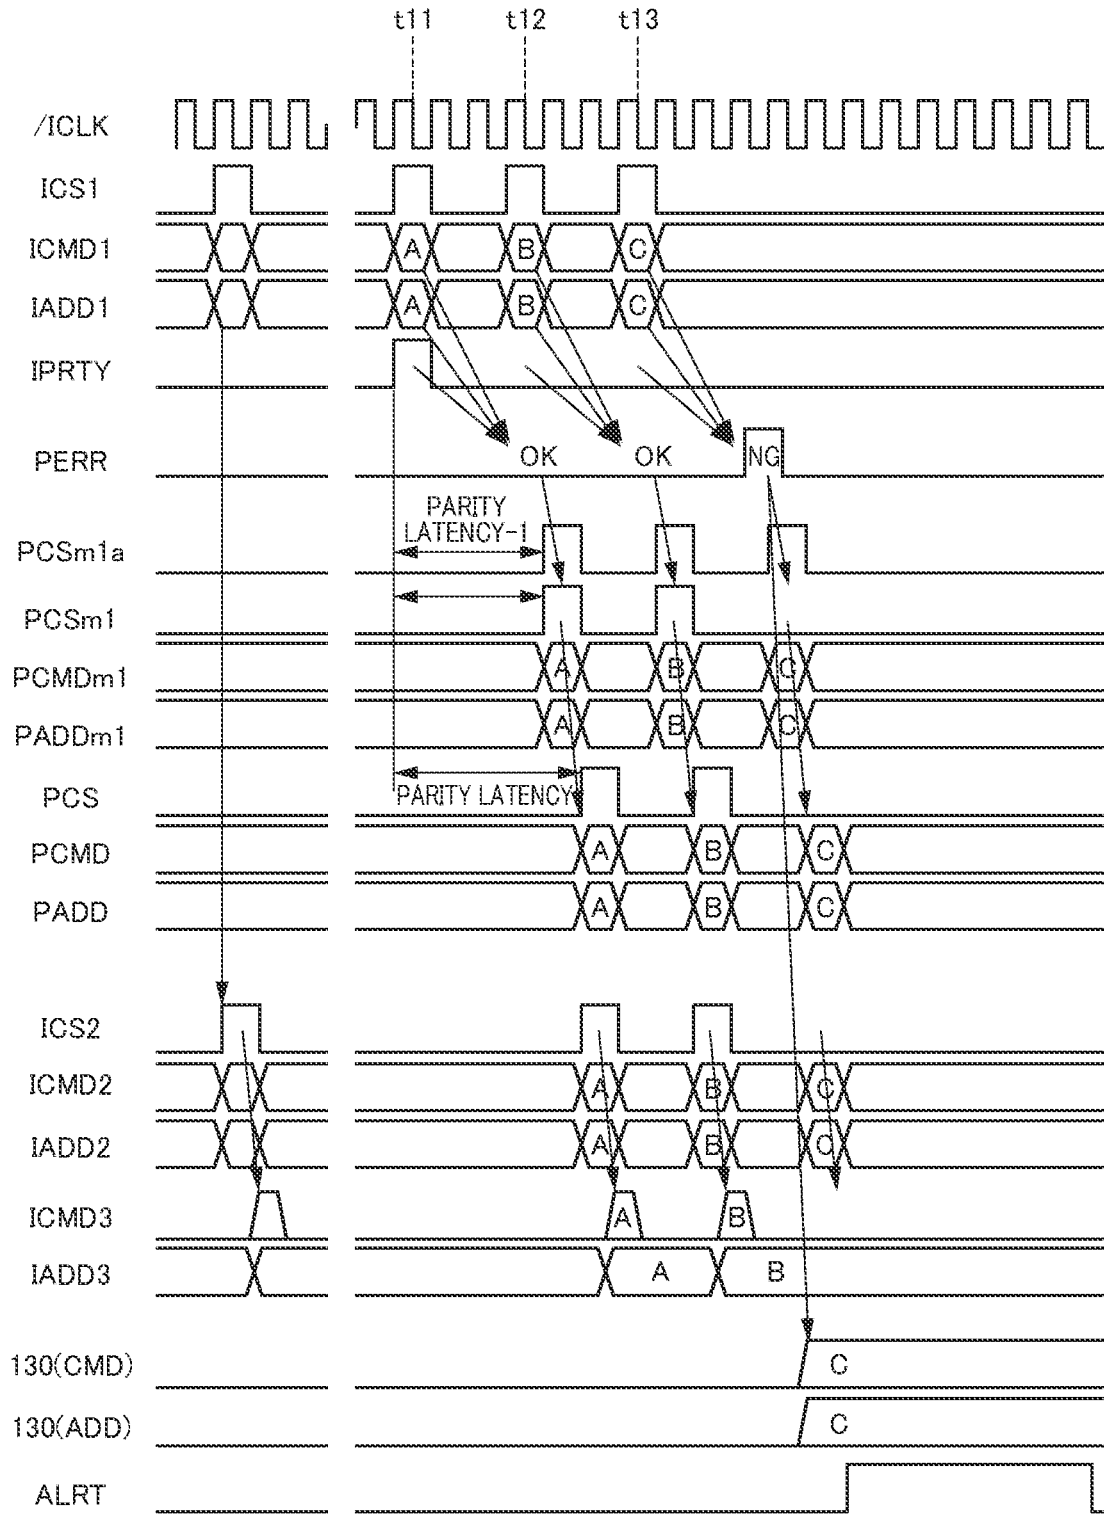 t11 t12 t13
/ICLK
ICS1
ICMD1 A B C
IADD1 A B C
IPRTY
PERR OK OK NG
PARITY
LATENCY-1
PCSm1a
PCSm1
PCMDm1 A B C
PADDm1 A B C
PCS PARITY LATENCY
PCMD A B C
PADD A B C
ICS2
ICMD2 A B C
IADD2 A B C
ICMD3 A B
IADD3 A B
130(CMD) C
130(ADD) C
ALRT